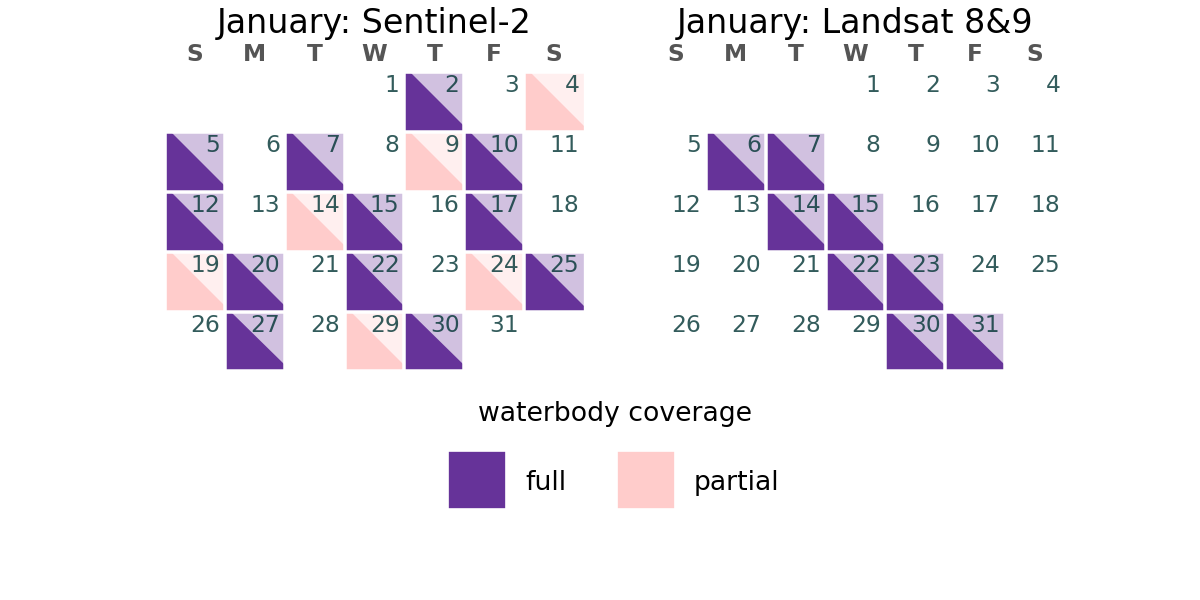 January: Sentinel-2
S M T W T F S
1 2 3 4
5 6 7 8 9 10 11
12 13 14 15 16 17 18
19 20 21 22 23 24 25
26 27 28 29 30 31
January: Landsat 8&9
S M T W T F S
1 2 3 4
5 6 7 8 9 10 11
12 13 14 15 16 17 18
19 20 21 22 23 24 25
26 27 28 29 30 31
waterbody coverage
full partial